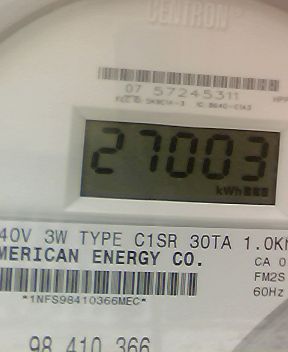 CENTRON®
07 57245311
27003
kWh
40V 3W TYPE C1SR 30TA 1.0K
MERICAN ENERGY CO.
CA 0
FM2S
60Hz
*1NFS98410366MEC*
98 410 366